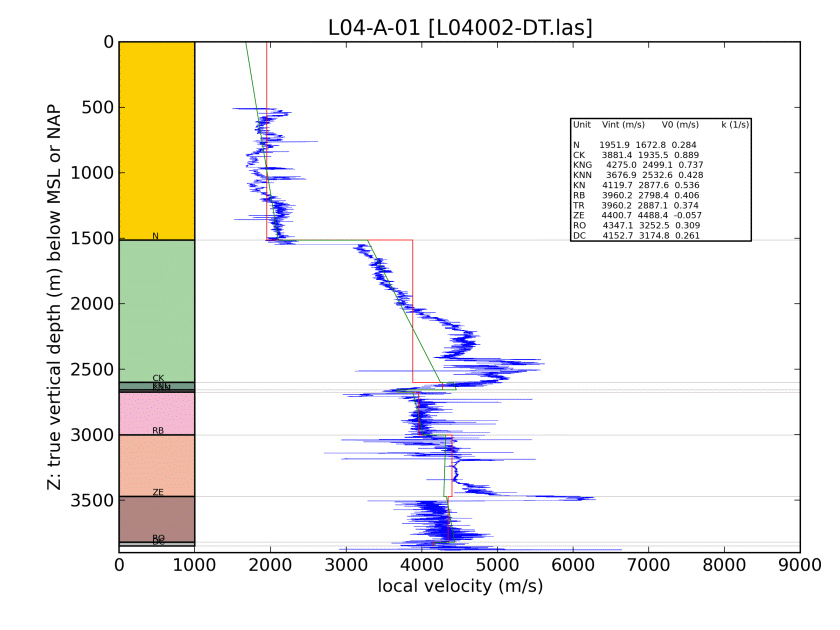 L04-A-01 [L04002-DT.las]
Z: true vertical depth (m) below MSL or NAP
0
500
1000
1500
2000
2500
3000
3500
N
CK
RB
ZE
RO
DC
Unit Vint (m/s) V0 (m/s) k (1/s)
N 1951.9 1672.8 0.284
CK 3881.4 1935.5 0.889
KNG 4275.0 2499.1 0.737
KNN 3676.9 2532.6 0.428
KN 4119.7 2877.6 0.536
RB 3960.2 2798.4 0.406
TR 3960.2 2887.1 0.374
ZE 4400.7 4488.4 -0.057
RO 4347.1 3252.5 0.309
DC 4152.7 3174.8 0.261
0 1000 2000 3000 4000 5000 6000 7000 8000 9000
local velocity (m/s)